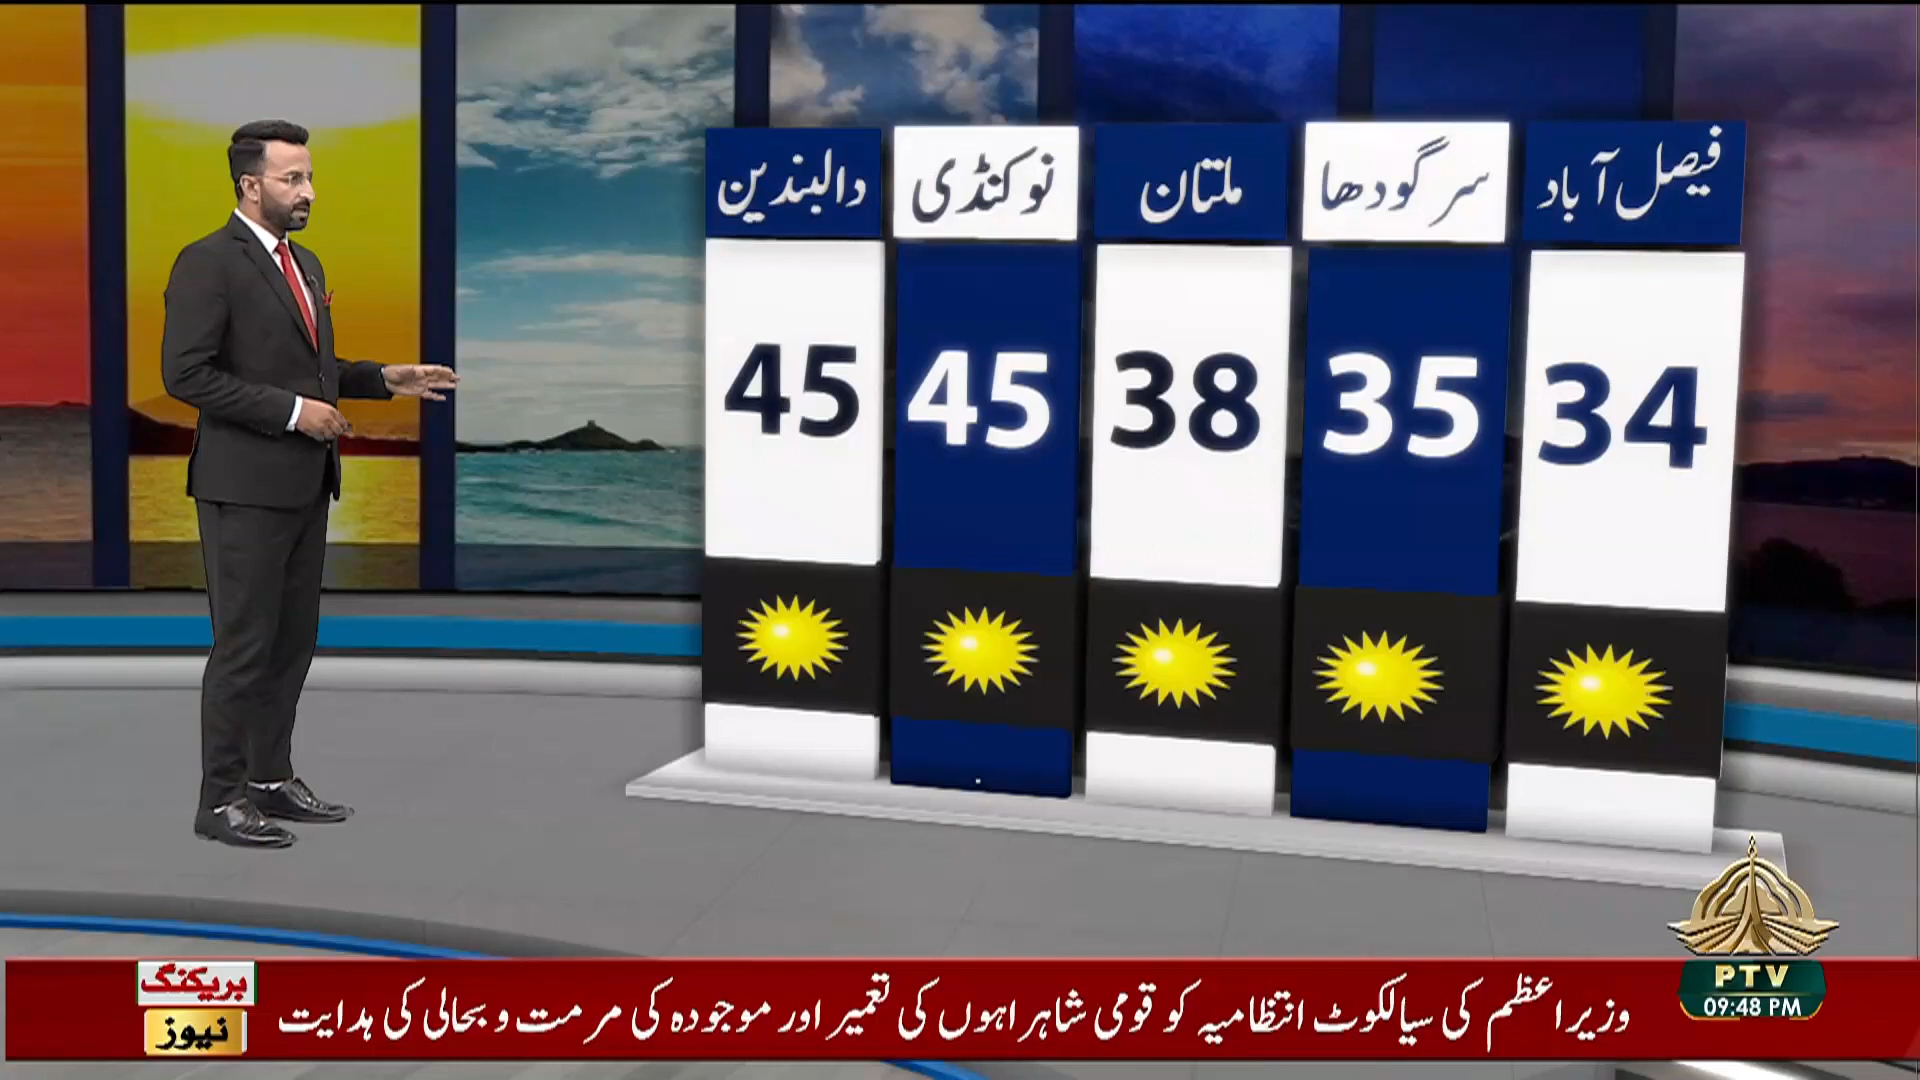 فیصل آباد
سرگودھا
ملتان
نوکنڈی
دالبندین
34
35
38
45
45
بریکنگ
نیوز
وزیراعظم کی سیالکوٹ انتظامیہ کو قومی شاہراہوں کی تعمیر اور موجودہ کی مرمت و بحالی کی ہدایت
PTV
09:48 PM